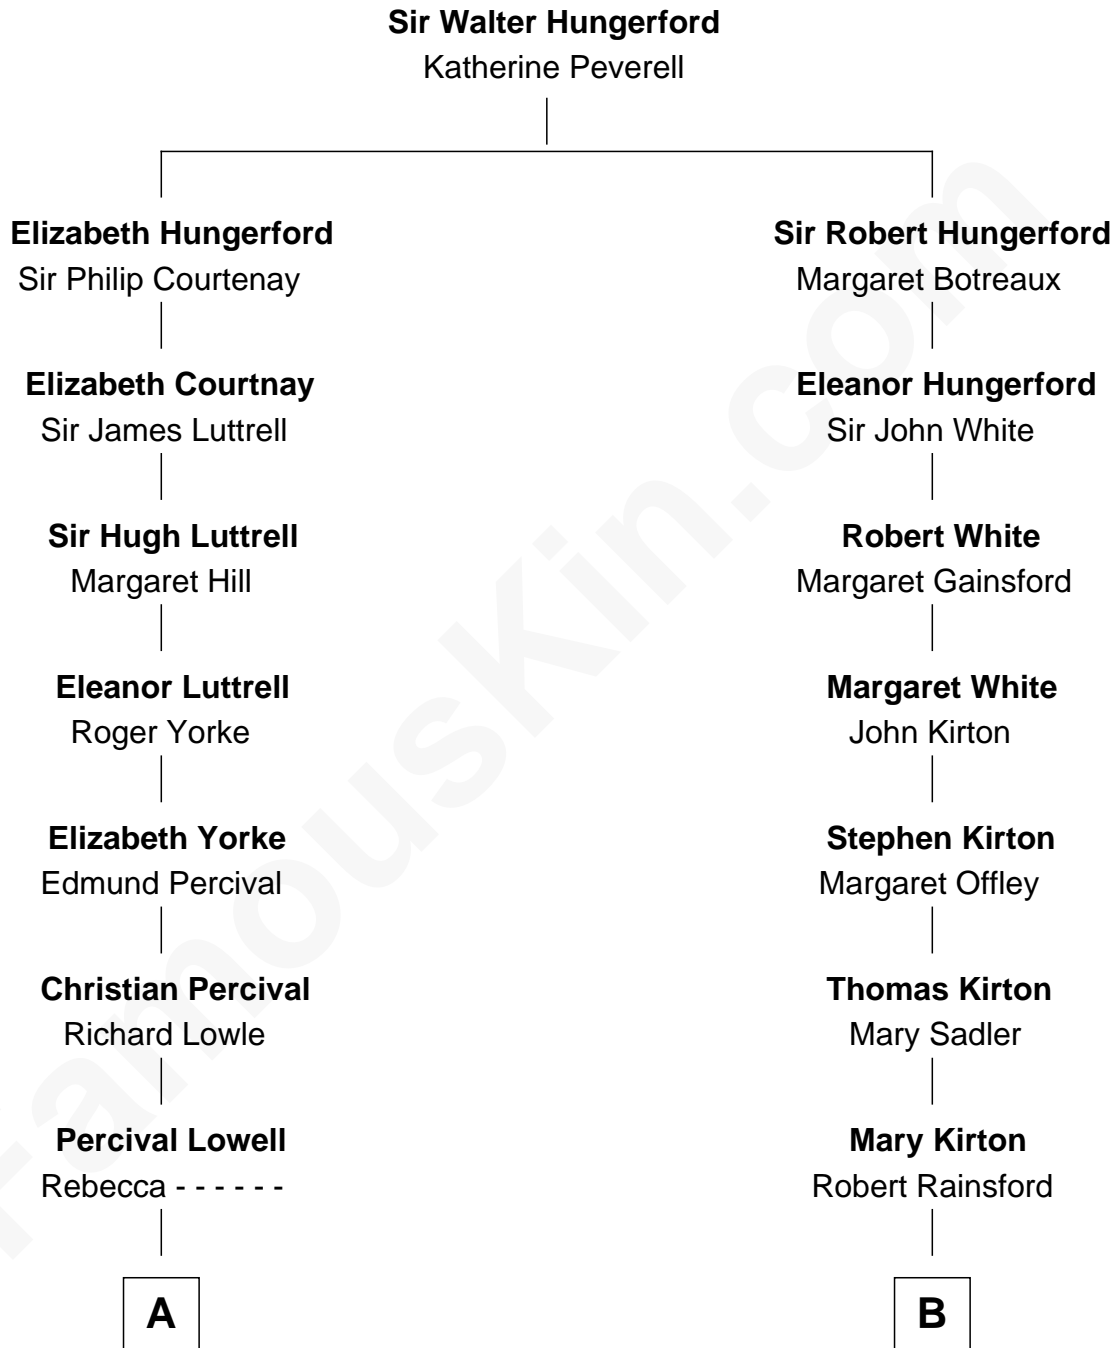 Sir Walter Hungerford
Katherine Peverell
Elizabeth Hungerford
Sir Philip Courtenay
Sir Robert Hungerford
Margaret Botreaux
Elizabeth Courtnay
Sir James Luttrell
Eleanor Hungerford
Sir John White
Sir Hugh Luttrell
Margaret Hill
Robert White
Margaret Gainsford
Eleanor Luttrell
Roger Yorke
Margaret White
John Kirton
Elizabeth Yorke
Edmund Percival
Stephen Kirton
Margaret Offley
Christian Percival
Richard Lowle
Thomas Kirton
Mary Sadler
Percival Lowell
Rebecca - - - - - -
Mary Kirton
Robert Rainsford
A
B
FamousKin.com